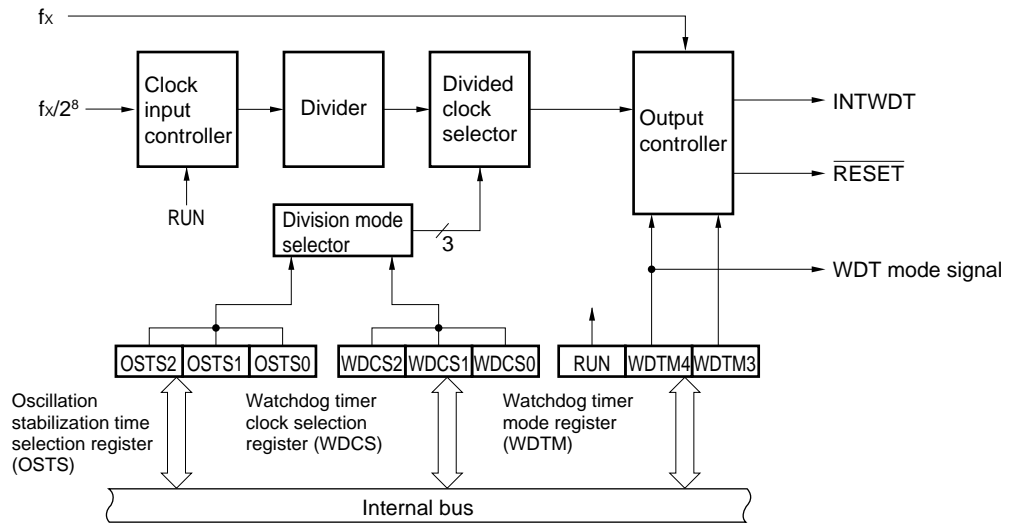 fX
fX/2⁸
Clock
input
controller
Divider
Divided
clock
selector
Output
controller
INTWDT
R̅E̅S̅E̅T̅
RUN
Division mode
selector
3
WDT mode signal
OSTS2 OSTS1 OSTS0
WDCS2 WDCS1 WDCS0
RUN WDTM4 WDTM3
Oscillation
stabilization time
selection register
(OSTS)
Watchdog timer
clock selection
register (WDCS)
Watchdog timer
mode register
(WDTM)
Internal bus